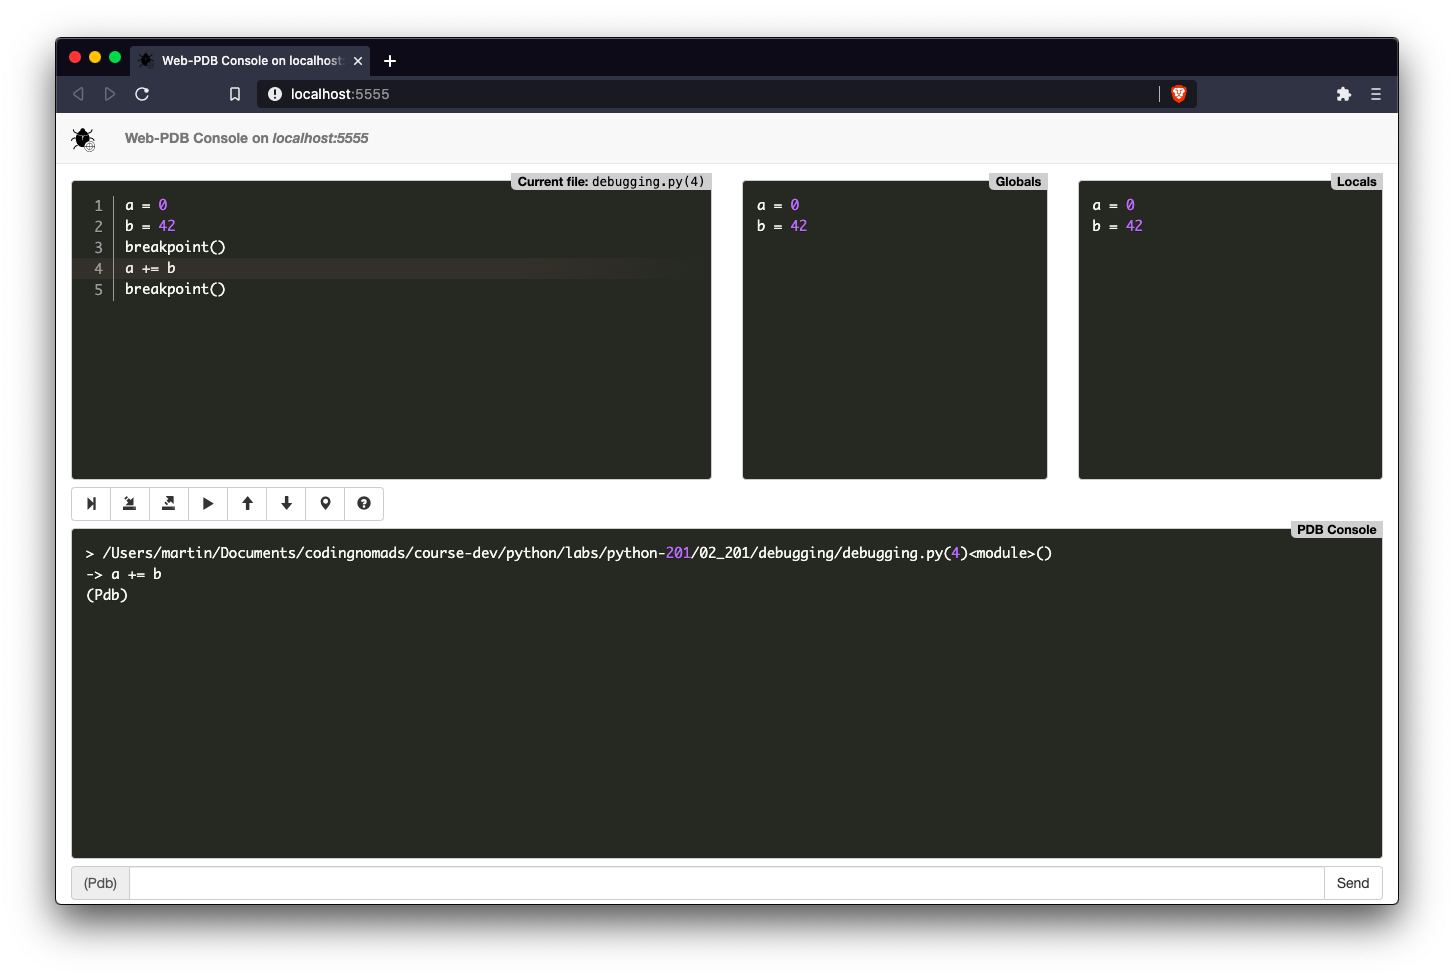 Web-PDB Console on localhost:
localhost:5555
Web-PDB Console on localhost:5555
Current file: debugging.py(4)
1 a = 0
2 b = 42
3 breakpoint()
4 a += b
5 breakpoint()
Globals
a = 0
b = 42
Locals
a = 0
b = 42
PDB Console
> /Users/martin/Documents/codingnomads/course-dev/python/labs/python-201/02_201/debugging/debugging.py(4)<module>()
-> a += b
(Pdb)
(Pdb)
Send